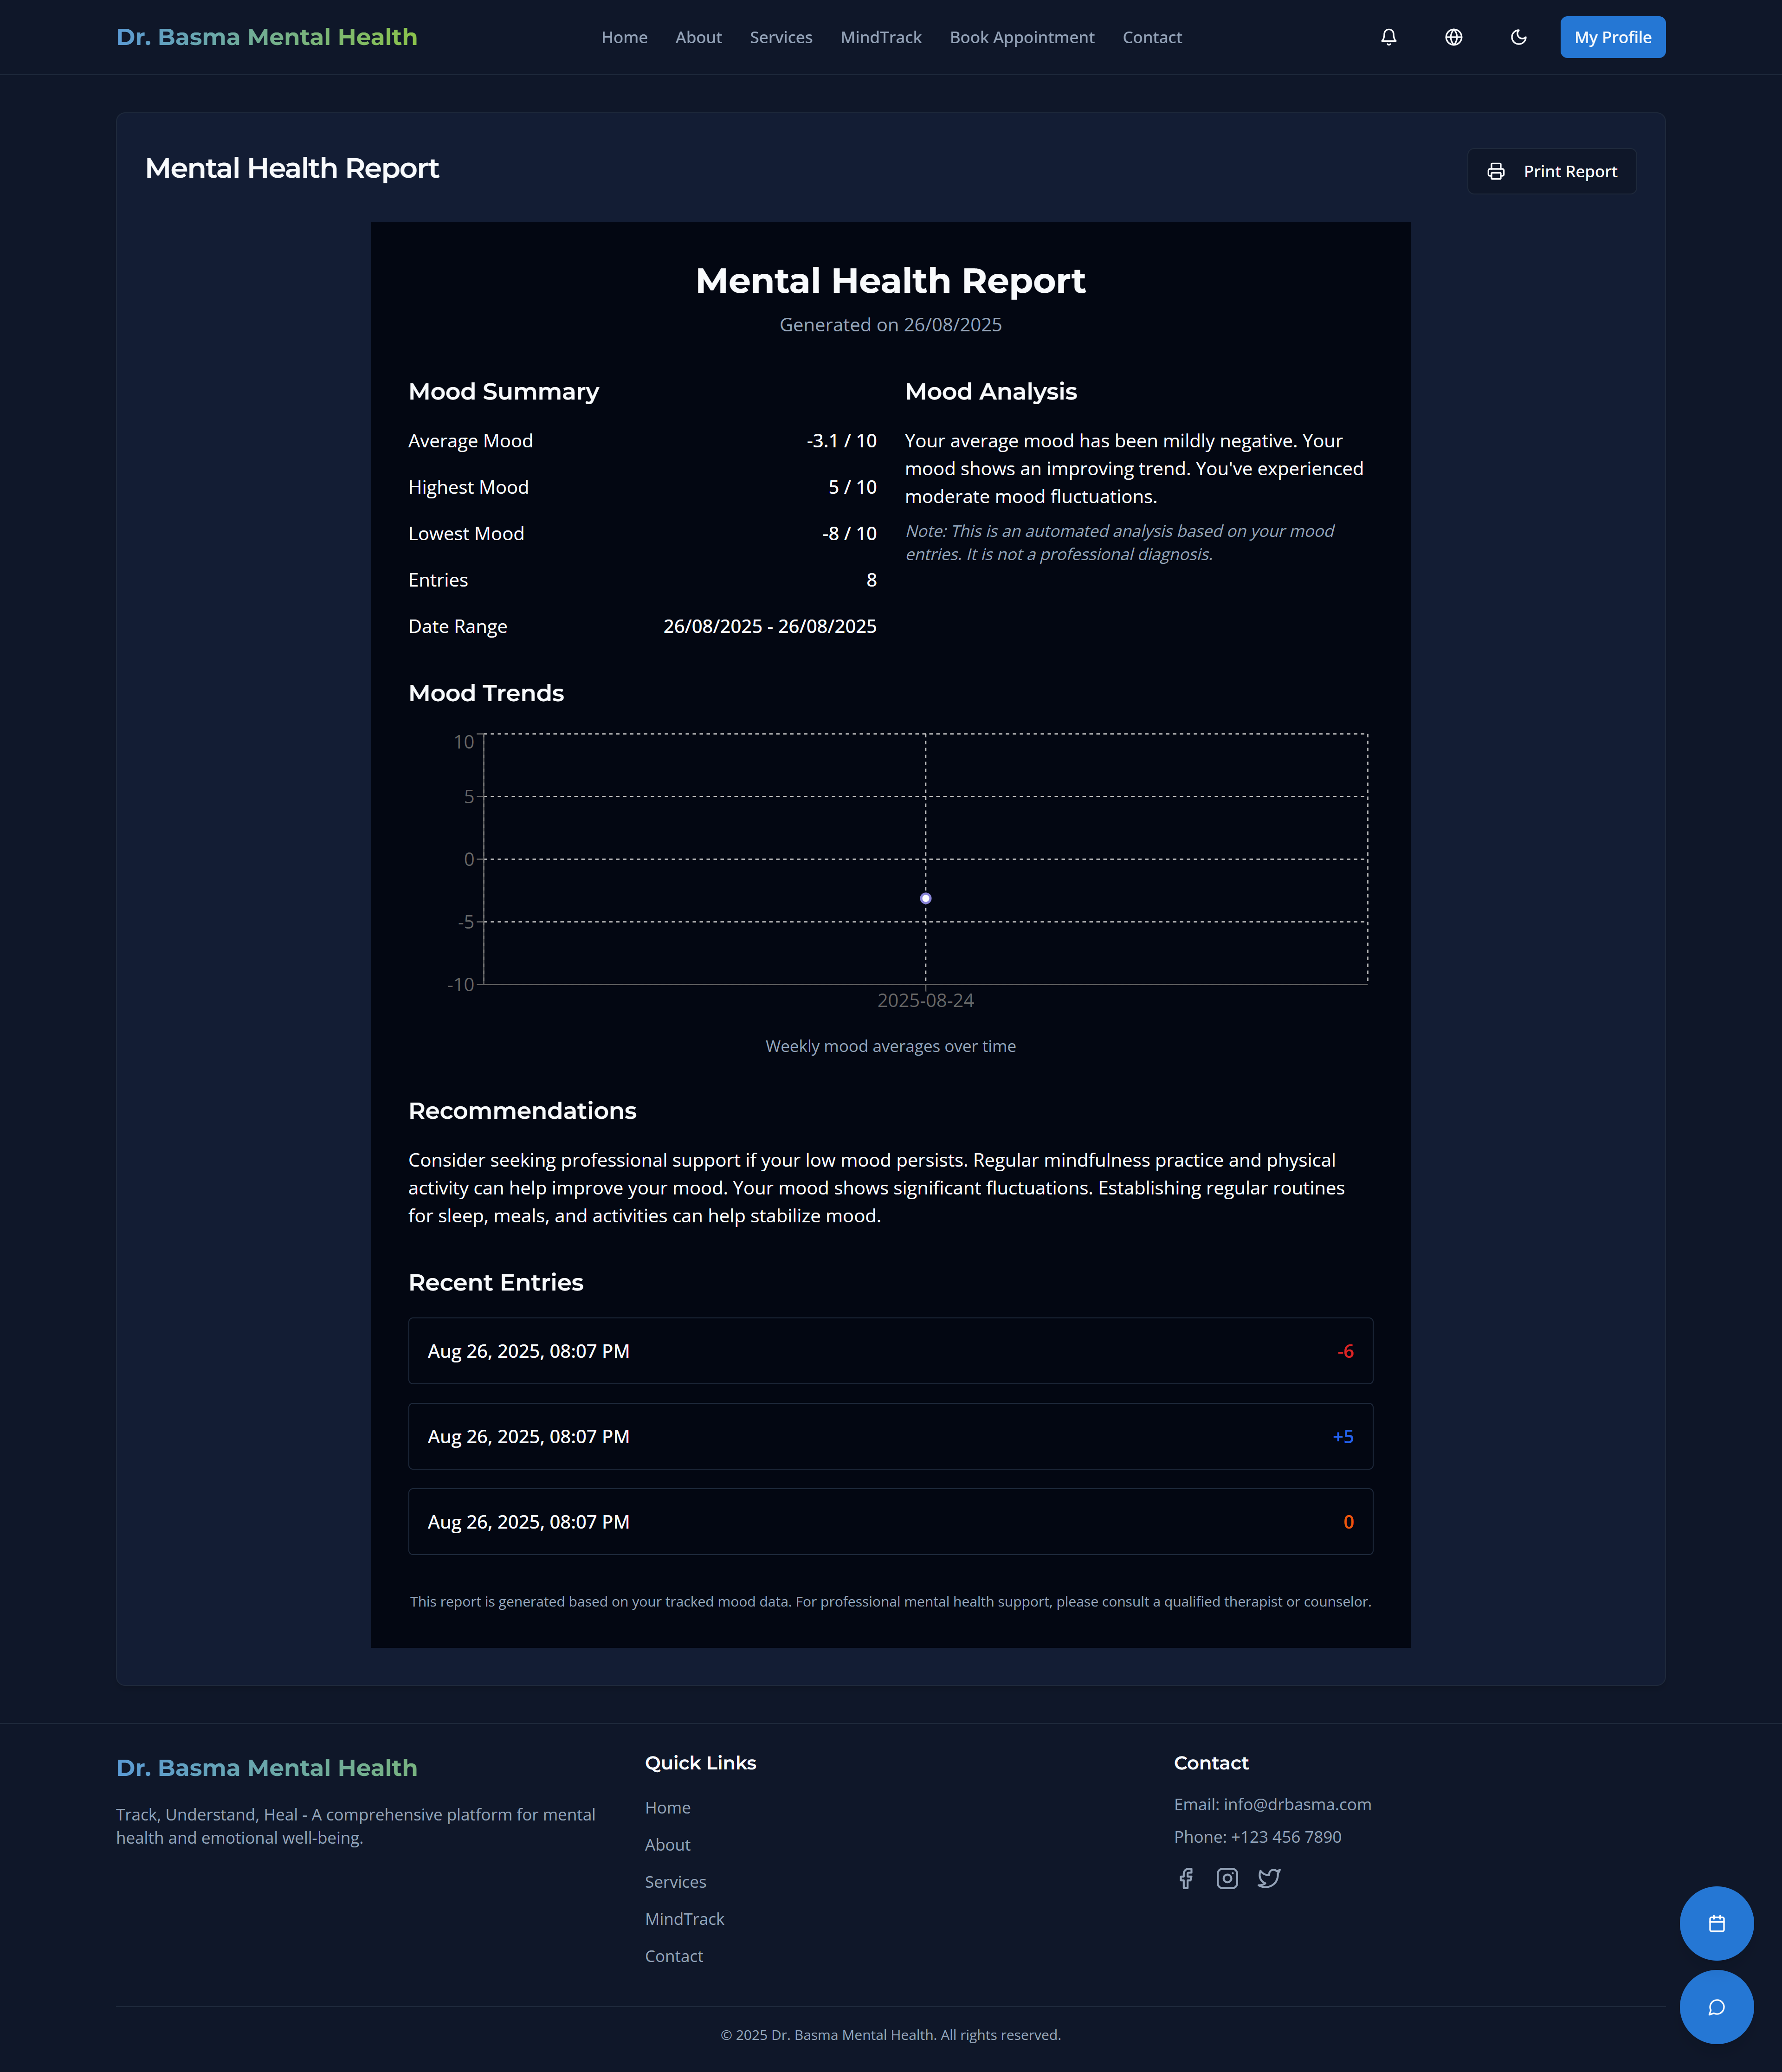 Dr. Basma Mental Health
Home
About
Services
MindTrack
Book Appointment
Contact
My Profile
Mental Health Report
Print Report
Mental Health Report
Generated on 26/08/2025
Mood Summary
Average Mood -3.1 / 10
Highest Mood 5 / 10
Lowest Mood -8 / 10
Entries 8
Date Range 26/08/2025 - 26/08/2025
Mood Analysis
Your average mood has been mildly negative. Your
mood shows an improving trend. You've experienced
moderate mood fluctuations.
Note: This is an automated analysis based on your mood
entries. It is not a professional diagnosis.
Mood Trends
10
5
0
-5
-10
2025-08-24
Weekly mood averages over time
Recommendations
Consider seeking professional support if your low mood persists. Regular mindfulness practice and physical
activity can help improve your mood. Your mood shows significant fluctuations. Establishing regular routines
for sleep, meals, and activities can help stabilize mood.
Recent Entries
Aug 26, 2025, 08:07 PM -6
Aug 26, 2025, 08:07 PM +5
Aug 26, 2025, 08:07 PM 0
This report is generated based on your tracked mood data. For professional mental health support, please consult a qualified therapist or counselor.
Dr. Basma Mental Health
Track, Understand, Heal - A comprehensive platform for mental
health and emotional well-being.
Quick Links
Home
About
Services
MindTrack
Contact
Contact
Email: info@drbasma.com
Phone: +123 456 7890
© 2025 Dr. Basma Mental Health. All rights reserved.